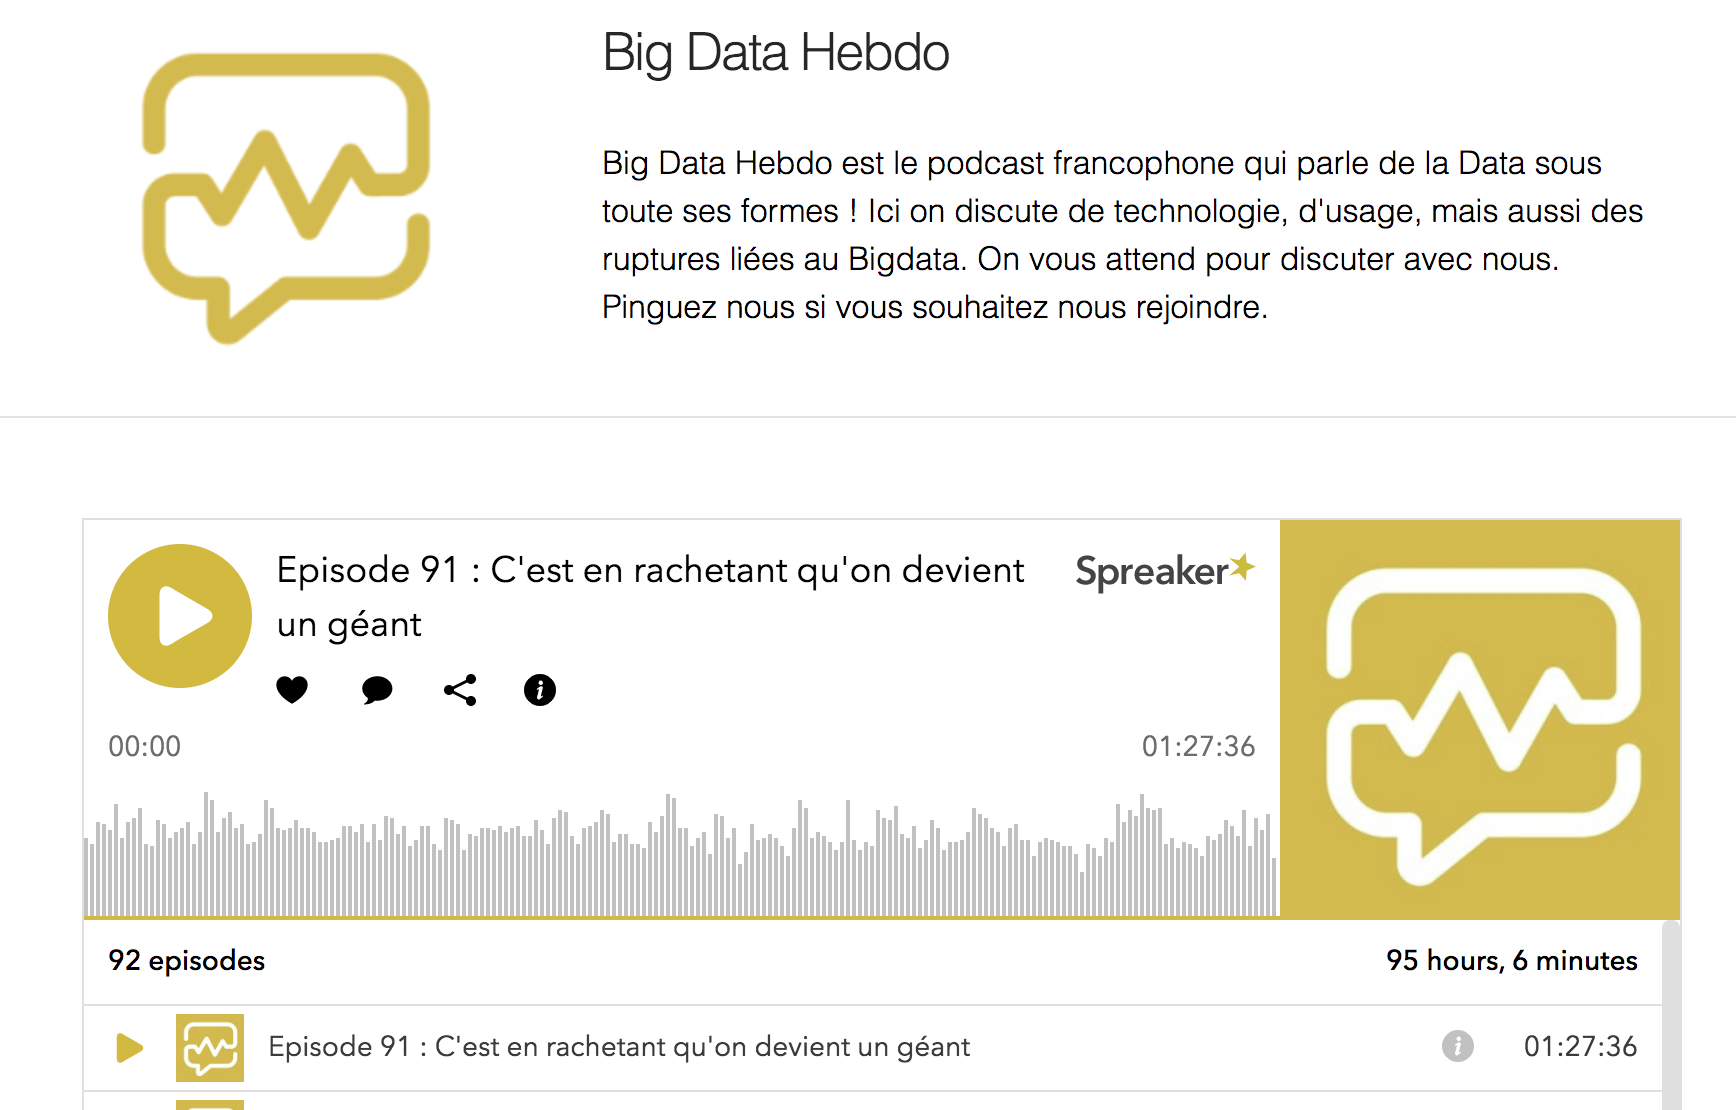 Big Data Hebdo
Big Data Hebdo est le podcast francophone qui parle de la Data sous
toute ses formes ! Ici on discute de technologie, d'usage, mais aussi des
ruptures liées au Bigdata. On vous attend pour discuter avec nous.
Pinguez nous si vous souhaitez nous rejoindre.
Episode 91 : C'est en rachetant qu'on devient
un géant
Spreaker
00:00
01:27:36
92 episodes
95 hours, 6 minutes
Episode 91 : C'est en rachetant qu'on devient un géant
01:27:36